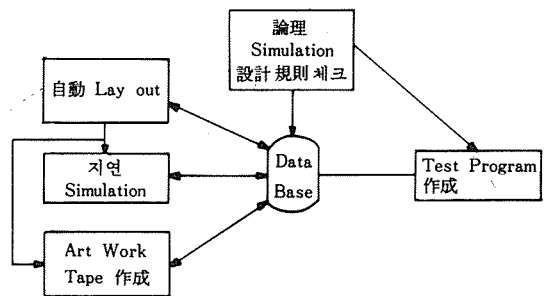 論理
Simulation
設計規則 체크
自動 Lay out
지연
Simulation
Data
Base
Test Program
作成
Art Work
Tape 作成